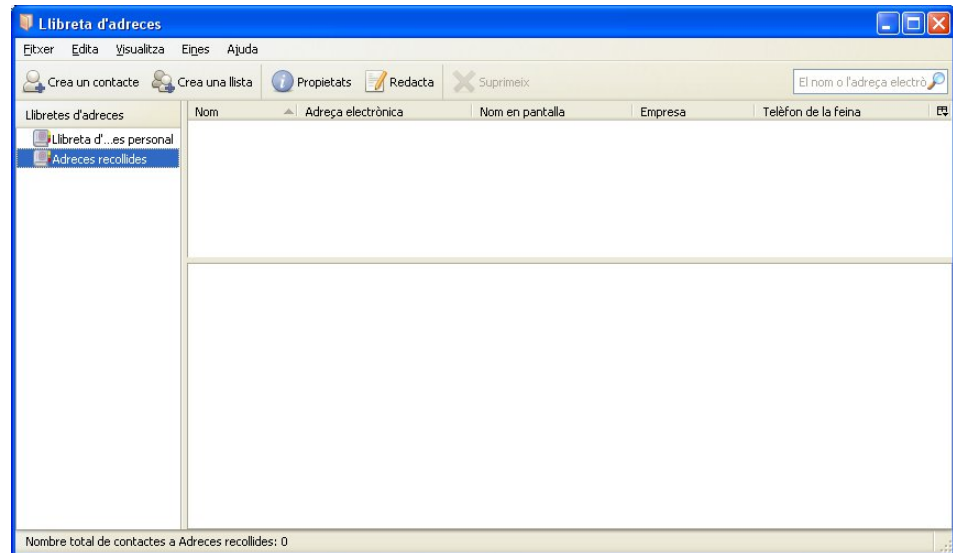 Llibreta d'adreces
Fitxer Edita Visualitza Eines Ajuda
Crea un contacte Crea una llista Propietats Redacta Suprimeix El nom o l'adreça electrò
Llibretes d'adreces Nom Adreça electrònica Nom en pantalla Empresa Telèfon de la feina
Llibreta d'...es personal
Adreces recollides
Nombre total de contactes a Adreces recollides: 0